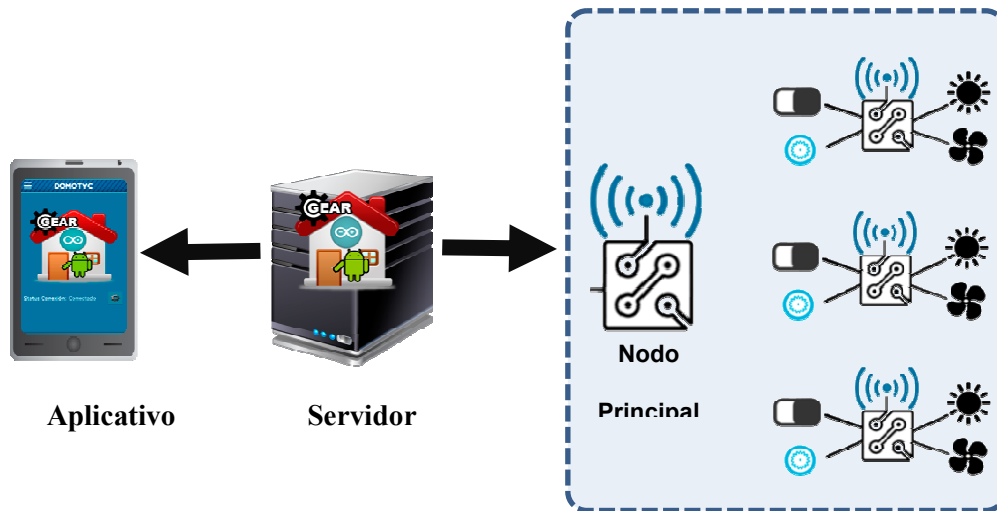 DOMOTYC
GEAR
Status Conexión: Conectado
GEAR
Nodo
Principal
Aplicativo
Servidor